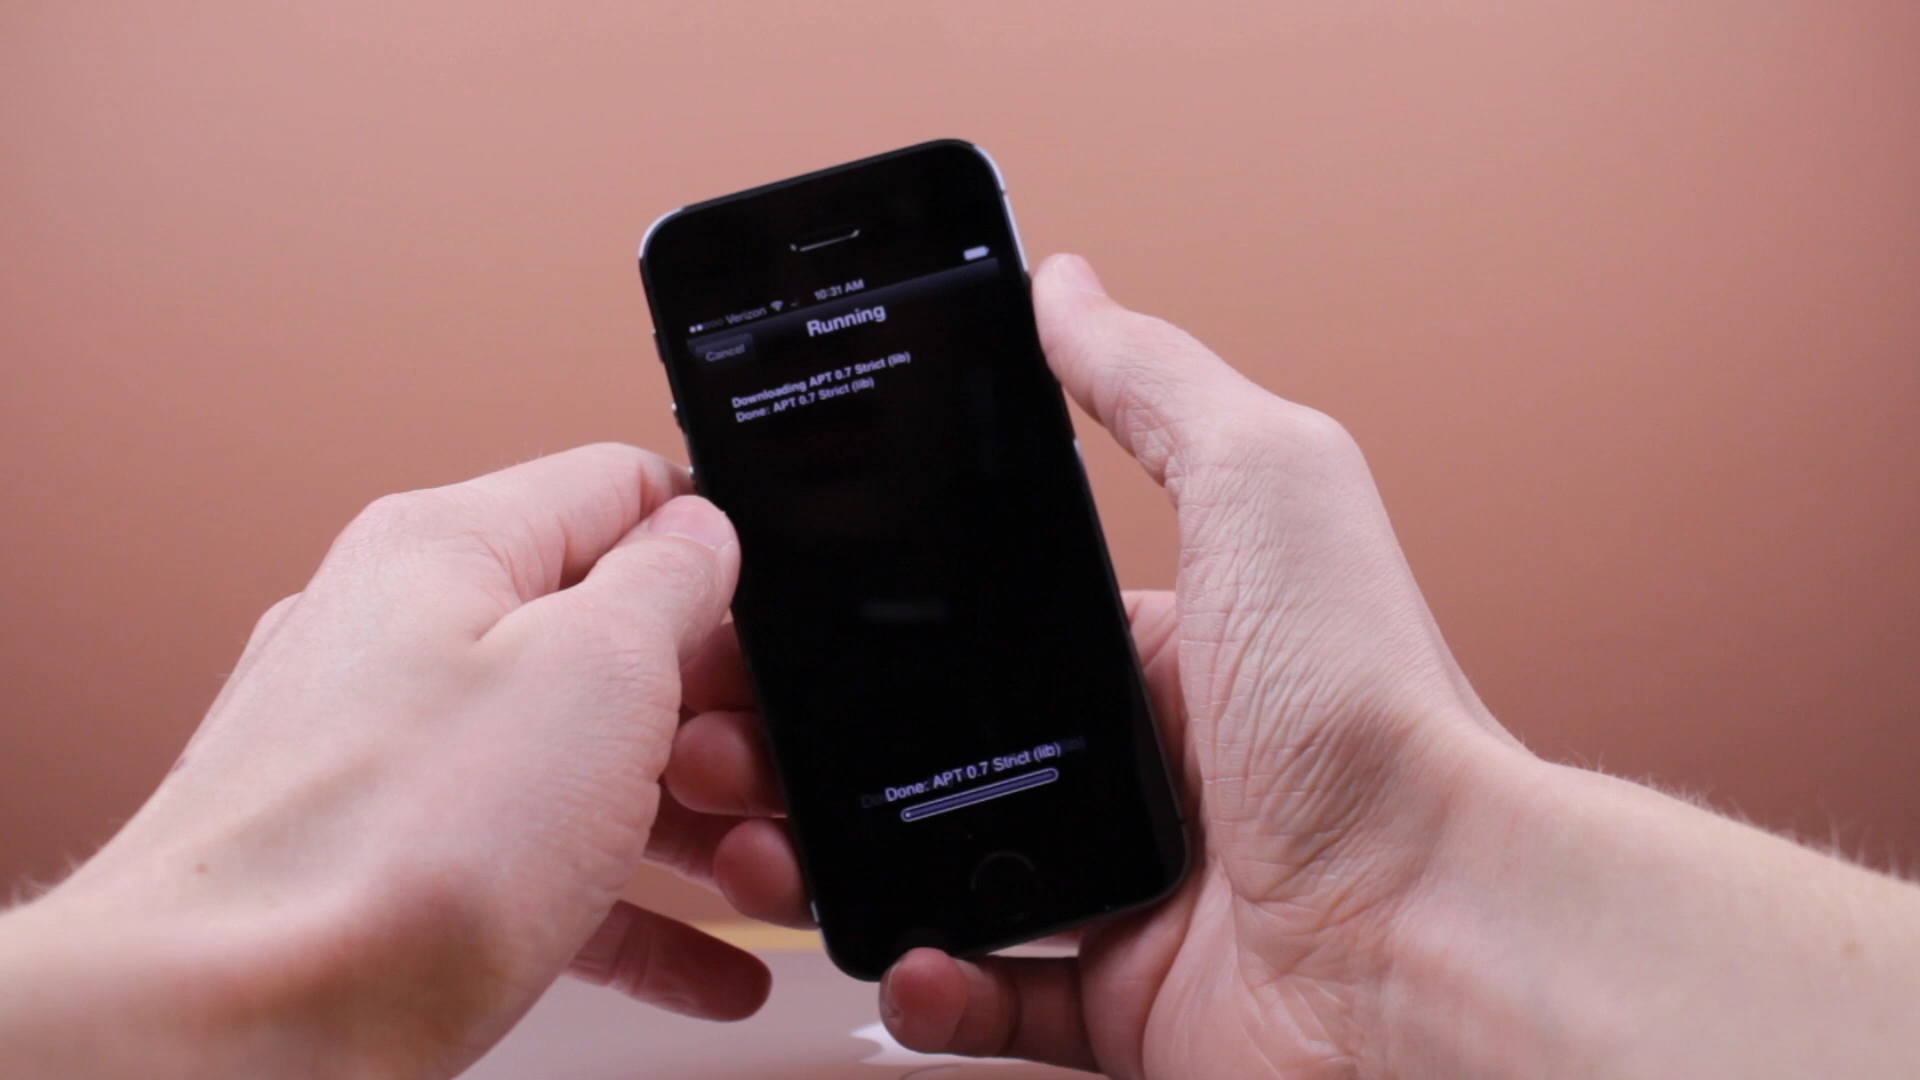 Verizon 10:31 AM
Running
Cancel
Downloading APT 0.7 Strict (lib)
Done: APT 0.7 Strict (lib)
Done: APT 0.7 Strict (lib)